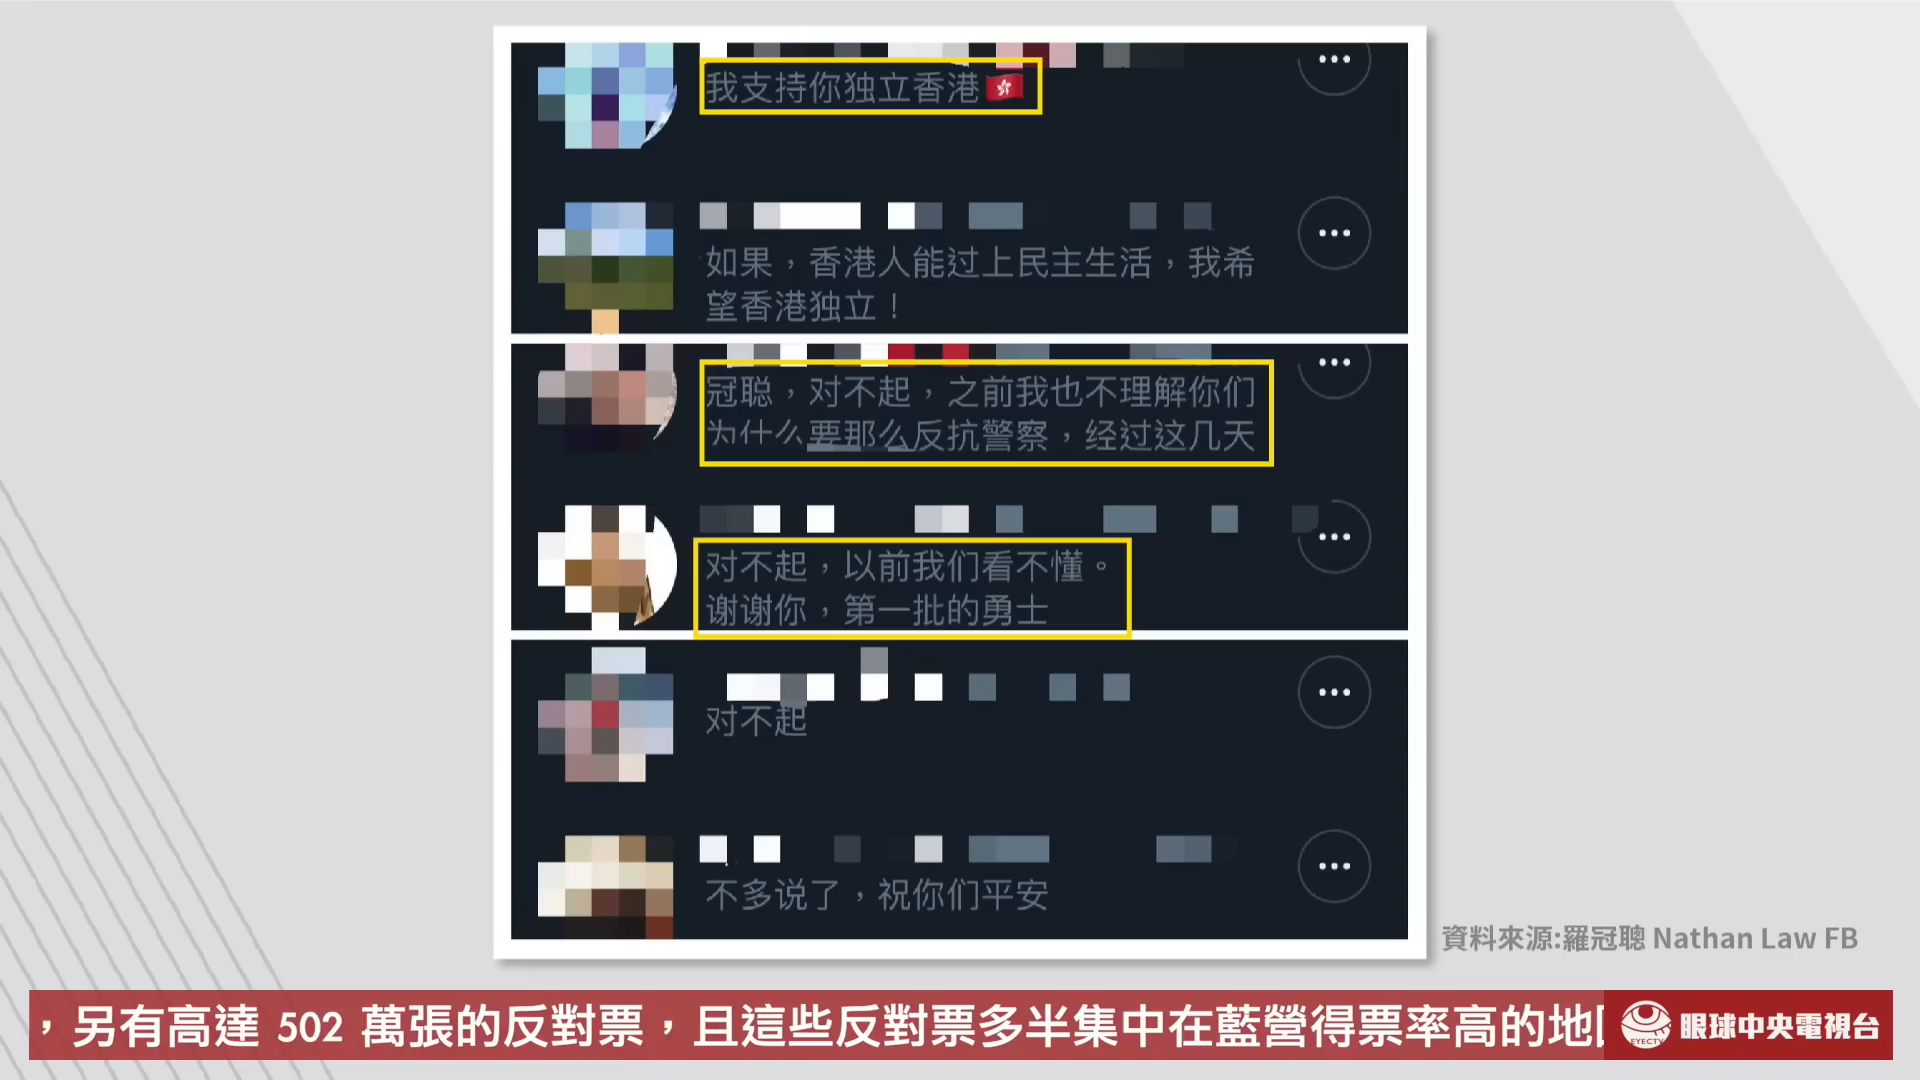 我支持你独立香港🇭🇰
如果，香港人能过上民主生活，我希
望香港独立！
冠聪，对不起，之前我也不理解你们
为什么要那么反抗警察，经过这几天
对不起，以前我们看不懂。
谢谢你，第一批的勇士
对不起
不多说了，祝你们平安
資料來源:羅冠聰 Nathan Law FB
，另有高達 502 萬張的反對票，且這些反對票多半集中在藍營得票率高的地
EYECTV
眼球中央電視台